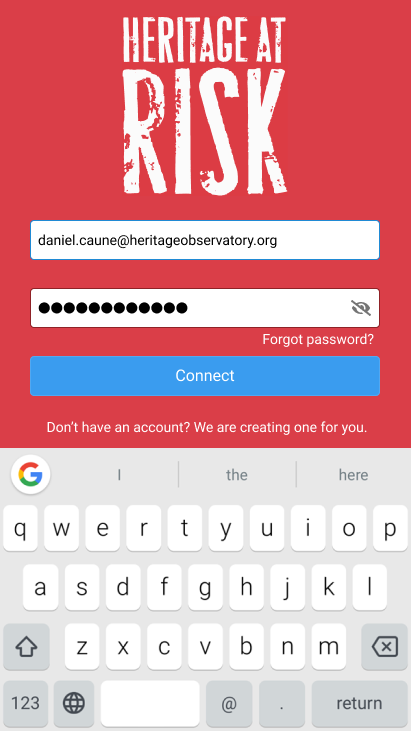 HERITAGE AT
RISK
daniel.caune@heritageobservatory.org
●●●●●●●●●●●●
Forgot password?
Connect
Don't have an account? We are creating one for you.
G
I the here
q w e r t y u i o p
a s d f g h j k l
z x c v b n m
123 @ . return